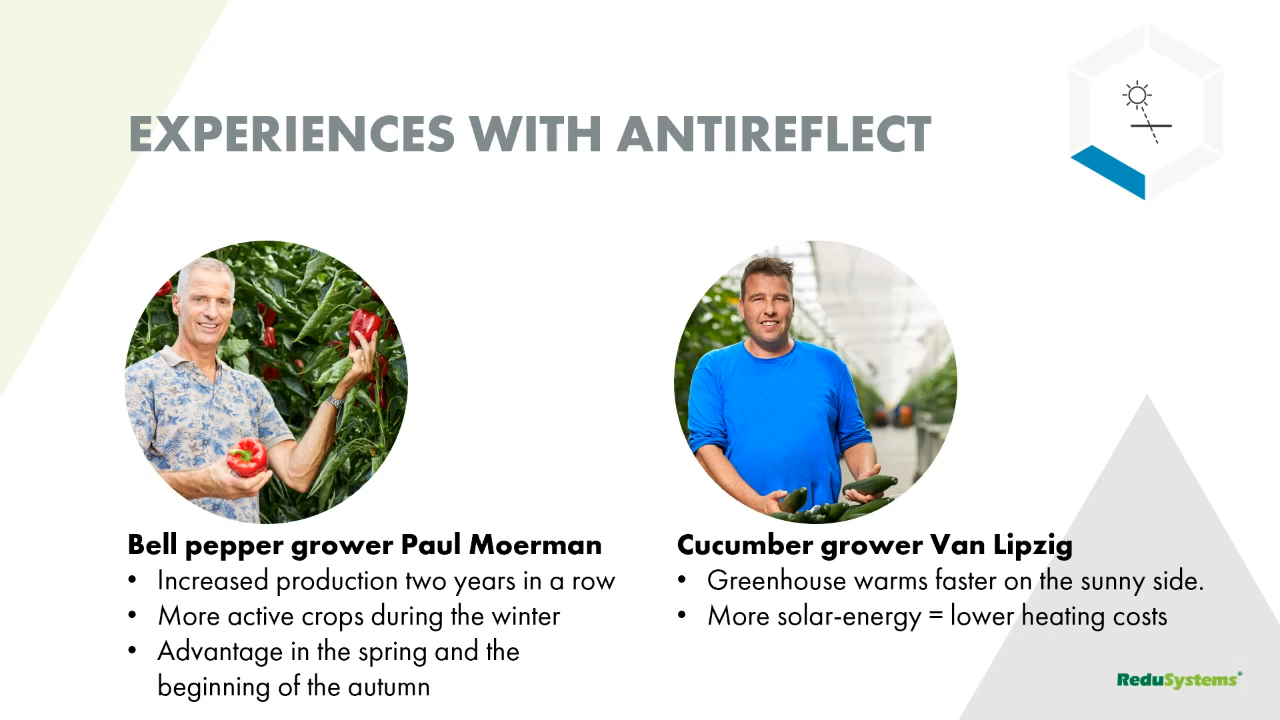 EXPERIENCES WITH ANTIREFLECT
Bell pepper grower Paul Moerman
• Increased production two years in a row
• More active crops during the winter
• Advantage in the spring and the
beginning of the autumn
Cucumber grower Van Lipzig
• Greenhouse warms faster on the sunny side.
• More solar-energy = lower heating costs
ReduSystems®